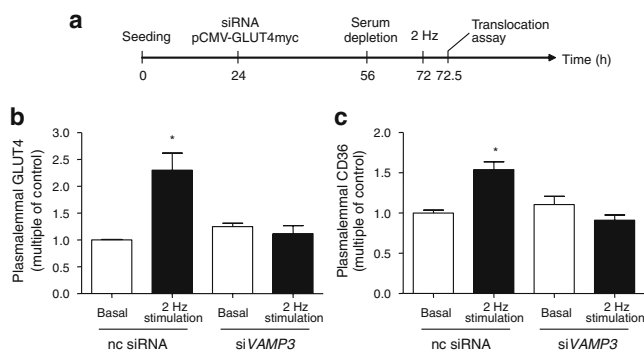 a
Seeding
siRNA
pCMV-GLUT4myc
Serum
depletion
2 Hz
Translocation
assay
Time (h)
0
24
56
72
72.5
b
Plasmalemmal GLUT4
(multiple of control)
3.0
2.5
2.0
1.5
1.0
0.5
0.0
*
Basal
2 Hz
stimulation
Basal
2 Hz
stimulation
nc siRNA
siVAMP3
c
Plasmalemmal CD36
(multiple of control)
2.0
1.5
1.0
0.5
0.0
*
Basal
2 Hz
stimulation
Basal
2 Hz
stimulation
nc siRNA
siVAMP3